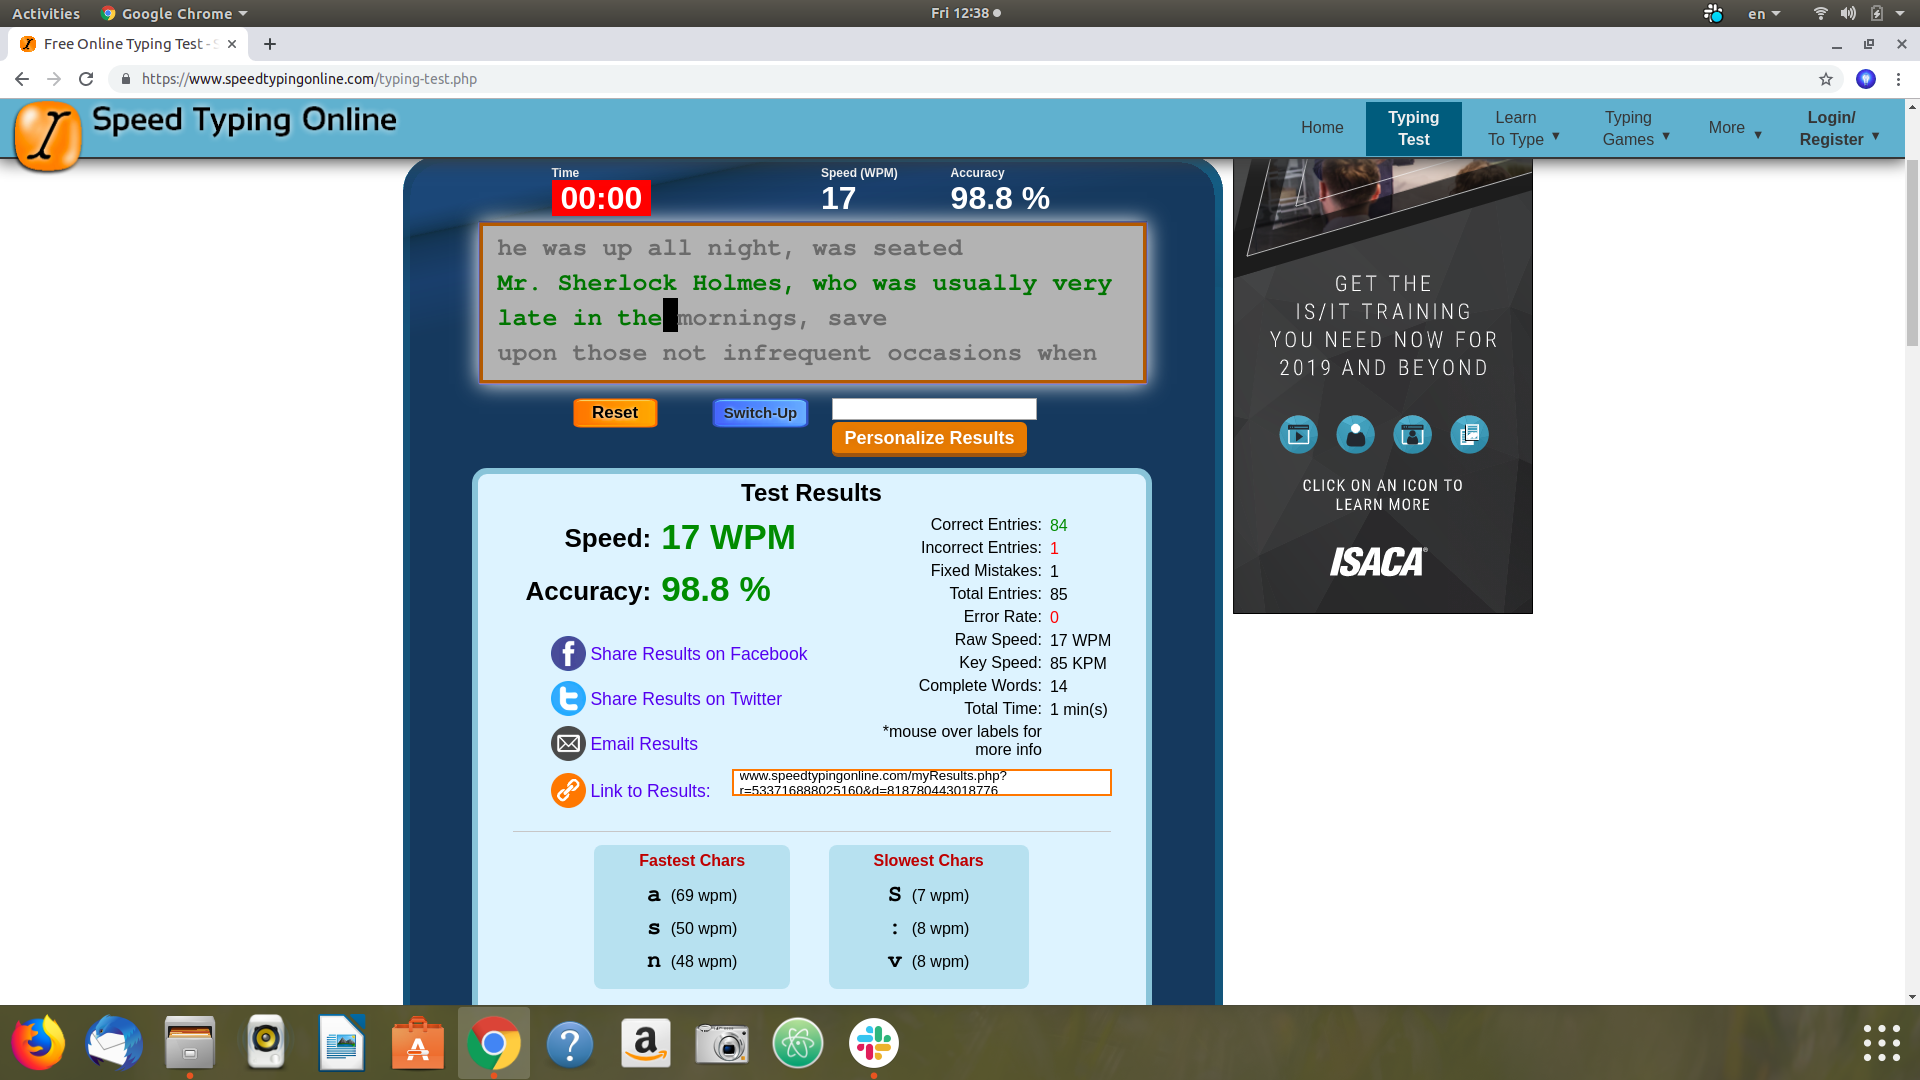 Activities
Google Chrome
Fri 12:38
en
Free Online Typing Test - S
https://www.speedtypingonline.com/typing-test.php
Speed Typing Online
Home
Typing
Test
Learn
To Type
Typing
Games
More
Login/
Register
Time
00:00
Speed (WPM)
17
Accuracy
98.8 %
he was up all night, was seated
Mr. Sherlock Holmes, who was usually very
late in the mornings, save
upon those not infrequent occasions when
Reset
Switch-Up
Personalize Results
Test Results
Speed: 17 WPM
Accuracy: 98.8 %
Share Results on Facebook
Share Results on Twitter
Email Results
Link to Results:
www.speedtypingonline.com/myResults.php?
r=533716888025160&d=818780443018776
Correct Entries: 84
Incorrect Entries: 1
Fixed Mistakes: 1
Total Entries: 85
Error Rate: 0
Raw Speed: 17 WPM
Key Speed: 85 KPM
Complete Words: 14
Total Time: 1 min(s)
*mouse over labels for
more info
Fastest Chars
a (69 wpm)
s (50 wpm)
n (48 wpm)
Slowest Chars
S (7 wpm)
: (8 wpm)
v (8 wpm)
GET THE
IS/IT TRAINING
YOU NEED NOW FOR
2019 AND BEYOND
CLICK ON AN ICON TO
LEARN MORE
ISACA